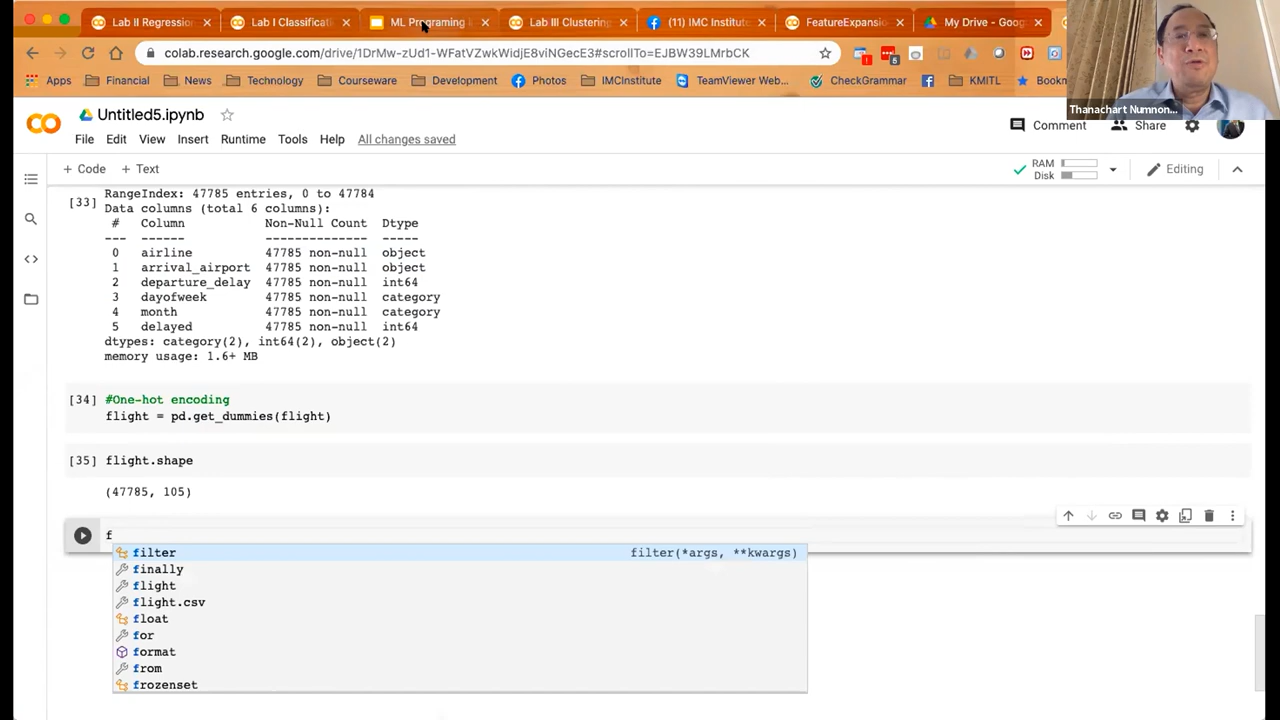 Lab II Regression
Lab I Classificati
ML Programing
Lab III Clustering
(11) IMC Institute
FeatureExpansi
My Drive - Goog
colab.research.google.com/drive/1DrMw-zUd1-WFatVZwkWidjE8viNGecE3#scrollTo=EJBW39LMrbCK
Apps
Financial
News
Technology
Courseware
Development
Photos
IMCInstitute
TeamViewer Web...
CheckGrammar
KMITL
Bookm
Thanachart Numnon...
Untitled5.ipynb
File Edit View Insert Runtime Tools Help All changes saved
Comment Share
+ Code + Text
RAM
Disk
Editing
RangeIndex: 47785 entries, 0 to 47784
[33] Data columns (total 6 columns):
# Column Non-Null Count Dtype
--- ------ -------------- -----
0 airline 47785 non-null object
1 arrival_airport 47785 non-null object
2 departure_delay 47785 non-null int64
3 dayofweek 47785 non-null category
4 month 47785 non-null category
5 delayed 47785 non-null int64
dtypes: category(2), int64(2), object(2)
memory usage: 1.6+ MB
[34] #One-hot encoding
flight = pd.get_dummies(flight)
[35] flight.shape
(47785, 105)
f
filter filter(*args, **kwargs)
finally
flight
flight.csv
float
for
format
from
frozenset